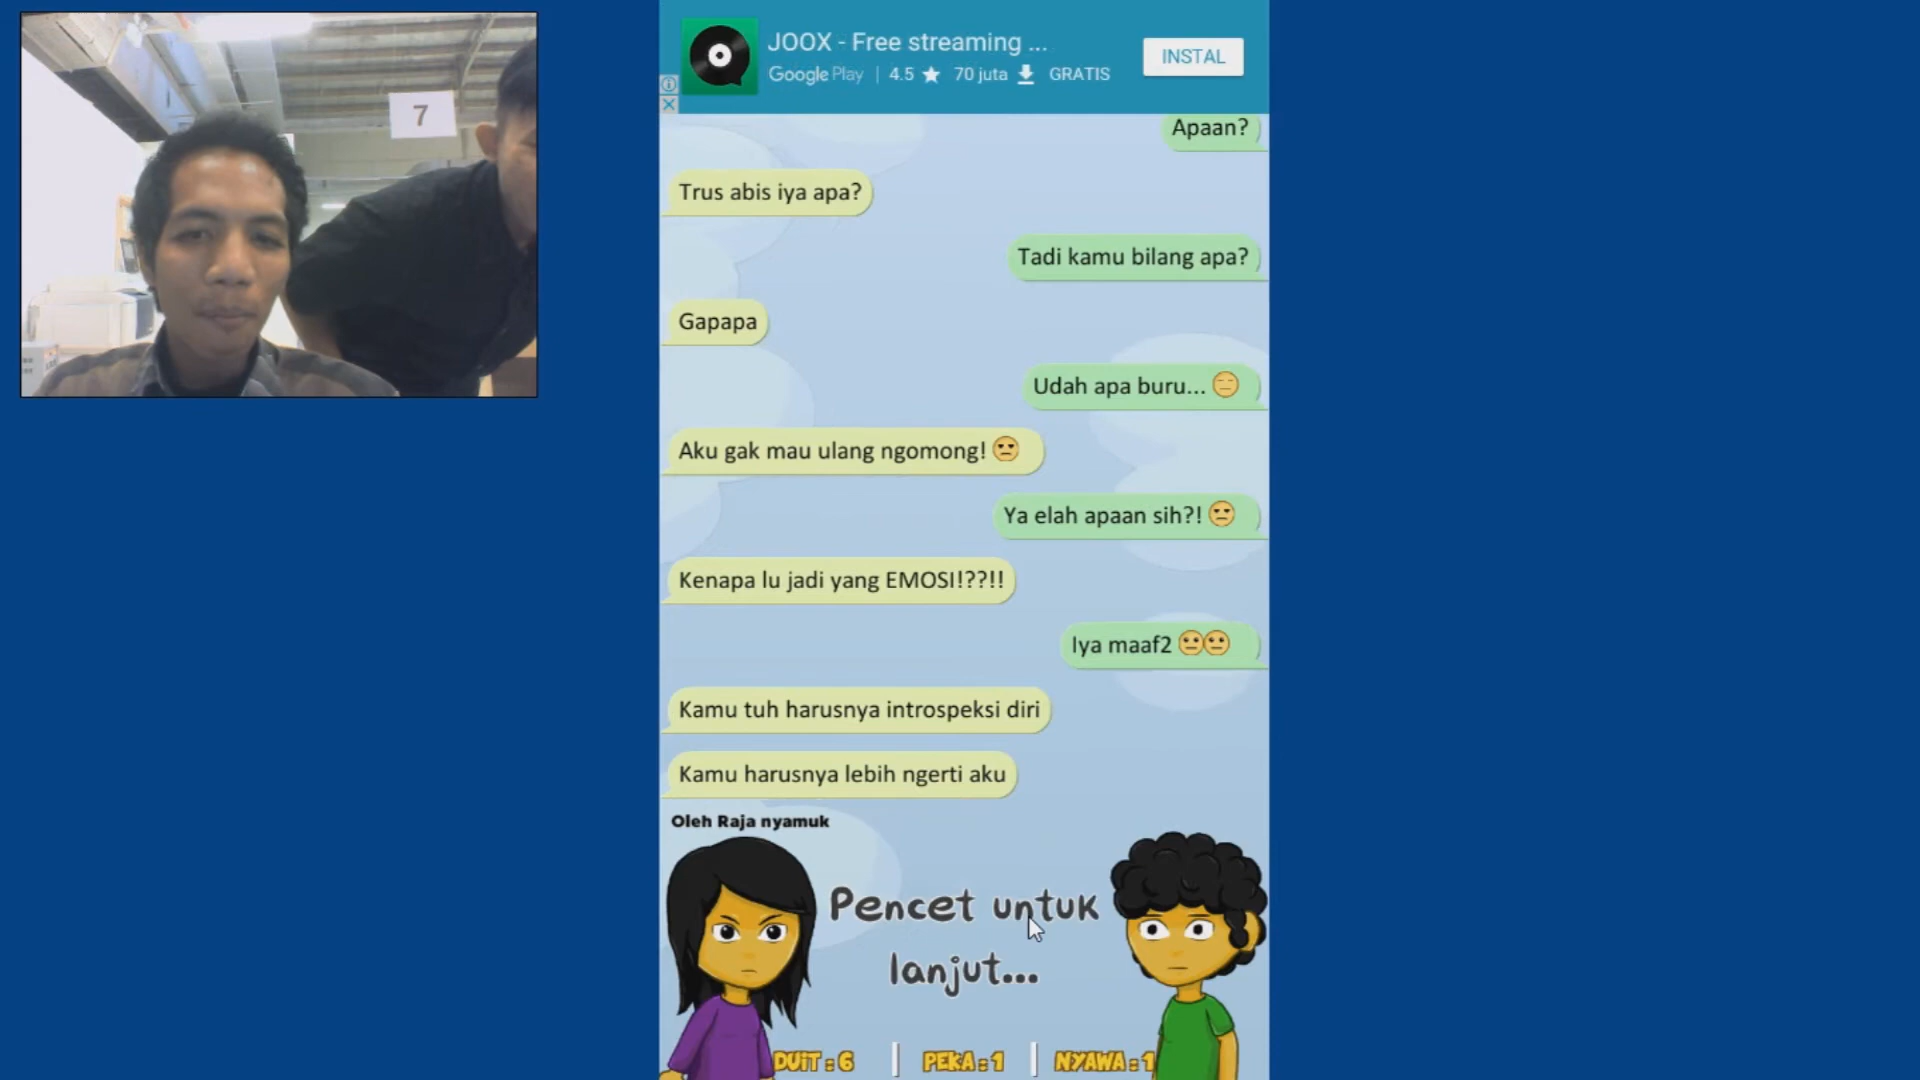 7
JOOX - Free streaming ...
Google Play | 4.5 ★ 70 juta GRATIS
INSTAL
Apaan?
Trus abis iya apa?
Tadi kamu bilang apa?
Gapapa
Udah apa buru... 😑
Aku gak mau ulang ngomong! 😒
Ya elah apaan sih?! 😒
Kenapa lu jadi yang EMOSI!??!!
Iya maaf2 😐😐
Kamu tuh harusnya introspeksi diri
Kamu harusnya lebih ngerti aku
Oleh Raja nyamuk
Pencet untuk
lanjut...
DUIT : 6 | PEKA : 1 | NYAWA : 1